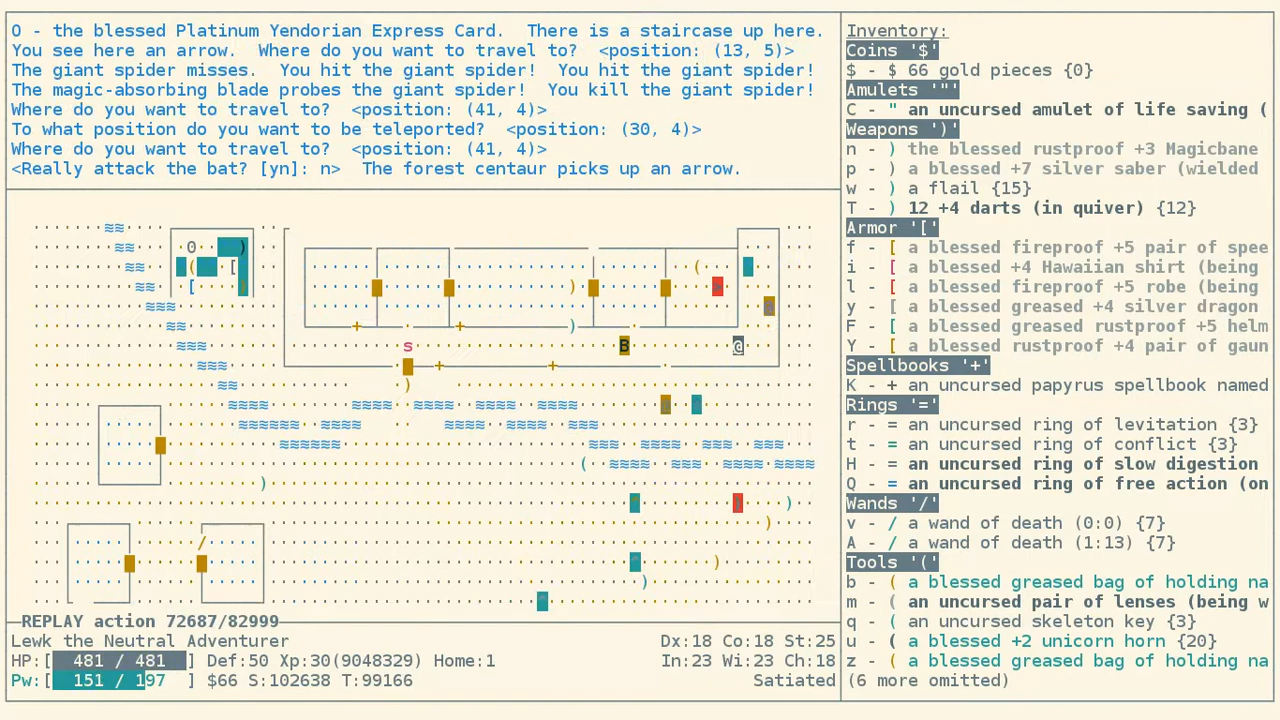 O - the blessed Platinum Yendorian Express Card.  There is a staircase up here.
You see here an arrow.  Where do you want to travel to?  <position: (13, 5)>
The giant spider misses.  You hit the giant spider!  You hit the giant spider!
The magic-absorbing blade probes the giant spider!  You kill the giant spider!
Where do you want to travel to?  <position: (41, 4)>
To what position do you want to be teleported?  <position: (30, 4)>
Where do you want to travel to?  <position: (41, 4)>
<Really attack the bat? [yn]: n>  The forest centaur picks up an arrow.
REPLAY action 72687/82999
Lewk the Neutral Adventurer
Dx:18 Co:18 St:25
HP:[ 481 / 481 ] Def:50 Xp:30(9048329) Home:1
In:23 Wi:23 Ch:18
Pw:[ 151 / 197 ] $66 S:102638 T:99166
Satiated
Inventory:
Coins '$'
$ - $ 66 gold pieces {0}
Amulets '"'
C - " an uncursed amulet of life saving (
Weapons ')'
n - ) the blessed rustproof +3 Magicbane
p - ) a blessed +7 silver saber (wielded
w - ) a flail {15}
T - ) 12 +4 darts (in quiver) {12}
Armor '['
f - [ a blessed fireproof +5 pair of spee
i - [ a blessed +4 Hawaiian shirt (being
l - [ a blessed fireproof +5 robe (being
y - [ a blessed greased +4 silver dragon
F - [ a blessed greased rustproof +5 helm
Y - [ a blessed rustproof +4 pair of gaun
Spellbooks '+'
K - + an uncursed papyrus spellbook named
Rings '='
r - = an uncursed ring of levitation {3}
t - = an uncursed ring of conflict {3}
H - = an uncursed ring of slow digestion
Q - = an uncursed ring of free action (on
Wands '/'
v - / a wand of death (0:0) {7}
A - / a wand of death (1:13) {7}
Tools '('
b - ( a blessed greased bag of holding na
m - ( an uncursed pair of lenses (being w
q - ( an uncursed skeleton key {3}
u - ( a blessed +2 unicorn horn {20}
z - ( a blessed greased bag of holding na
(6 more omitted)